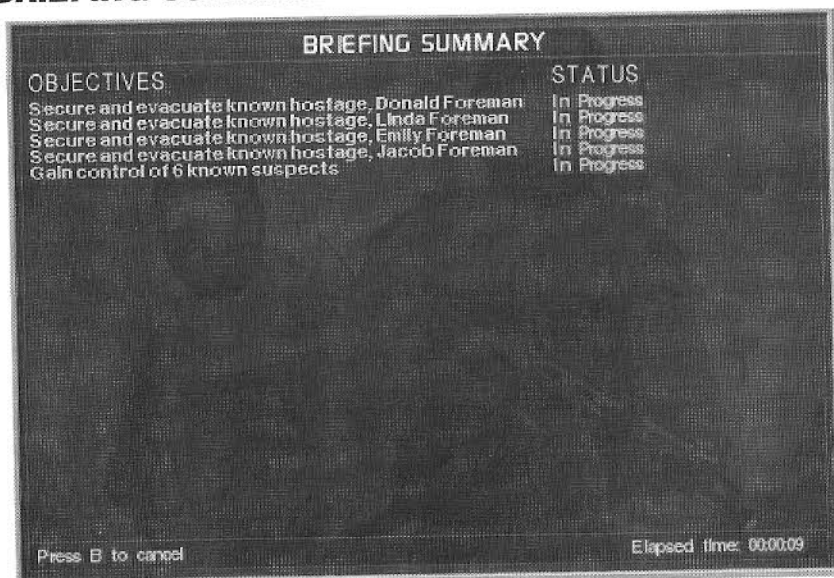 BRIEFING SUMMARY
OBJECTIVES
STATUS
Secure and evacuate known hostage, Donald Foreman In Progress
Secure and evacuate known hostage, Linda Foreman In Progress
Secure and evacuate known hostage, Emily Foreman In Progress
Secure and evacuate known hostage, Jacob Foreman In Progress
Gain control of 6 known suspects In Progress
Press B to cancel
Elapsed time: 00:00:09